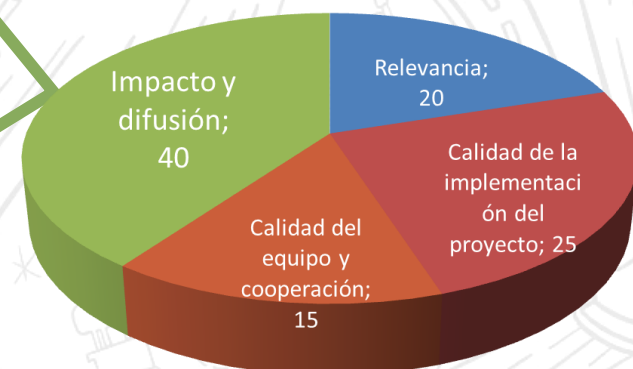 Impacto y
difusión;
40
Relevancia;
20
Calidad de la
implementaci
ón del
proyecto; 25
Calidad del
equipo y
cooperación;
15